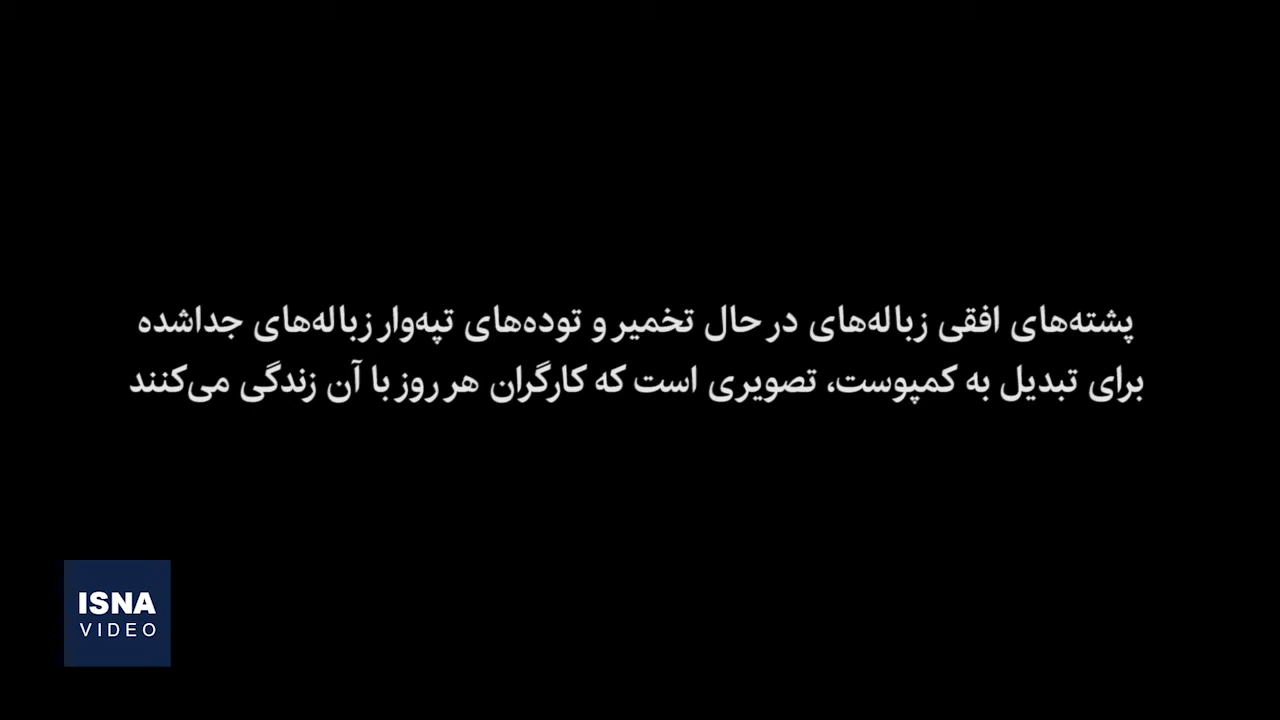 پشته‌های افقی زباله‌های در حال تخمیر و توده‌های تپه‌وار زباله‌های جداشده
برای تبدیل به کمپوست، تصویری است که کارگران هر روز با آن زندگی می‌کنند
ISNA
VIDEO